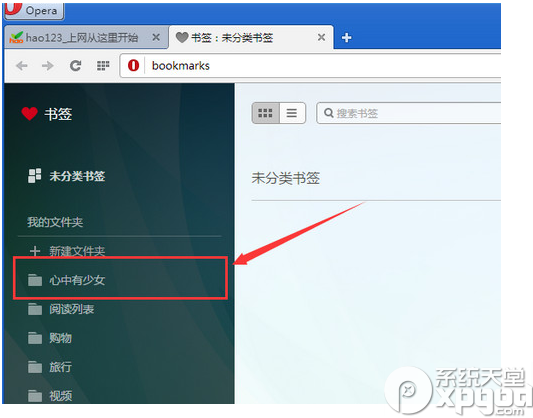 Opera
hao123_上网从这里开始
书签：未分类书签
bookmarks
书签
搜索书签
未分类书签
未分类书签
我的文件夹
新建文件夹
心中有少女
阅读列表
购物
旅行
视频
系统天堂
xpgod